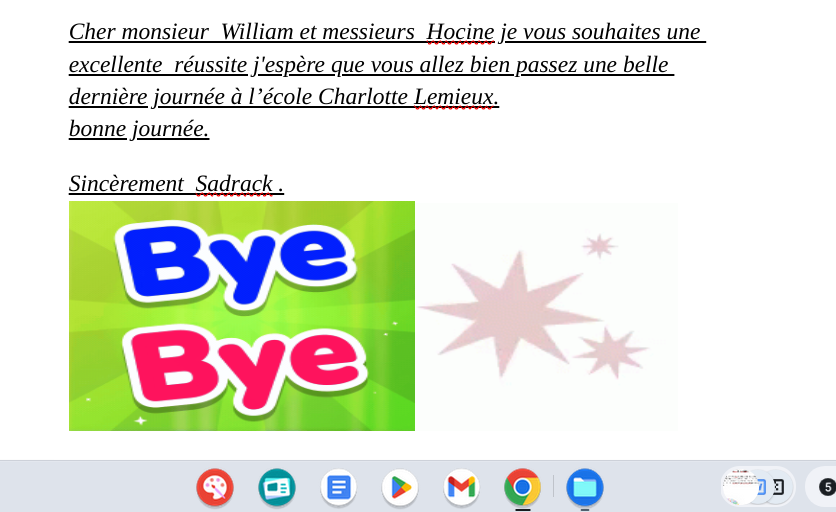 Cher monsieur  William et messieurs  Hocine je vous souhaites une
excellente  réussite j'espère que vous allez bien passez une belle
dernière journée à l’école Charlotte Lemieux.
bonne journée.
Sincèrement  Sadrack .
Bye
Bye
5